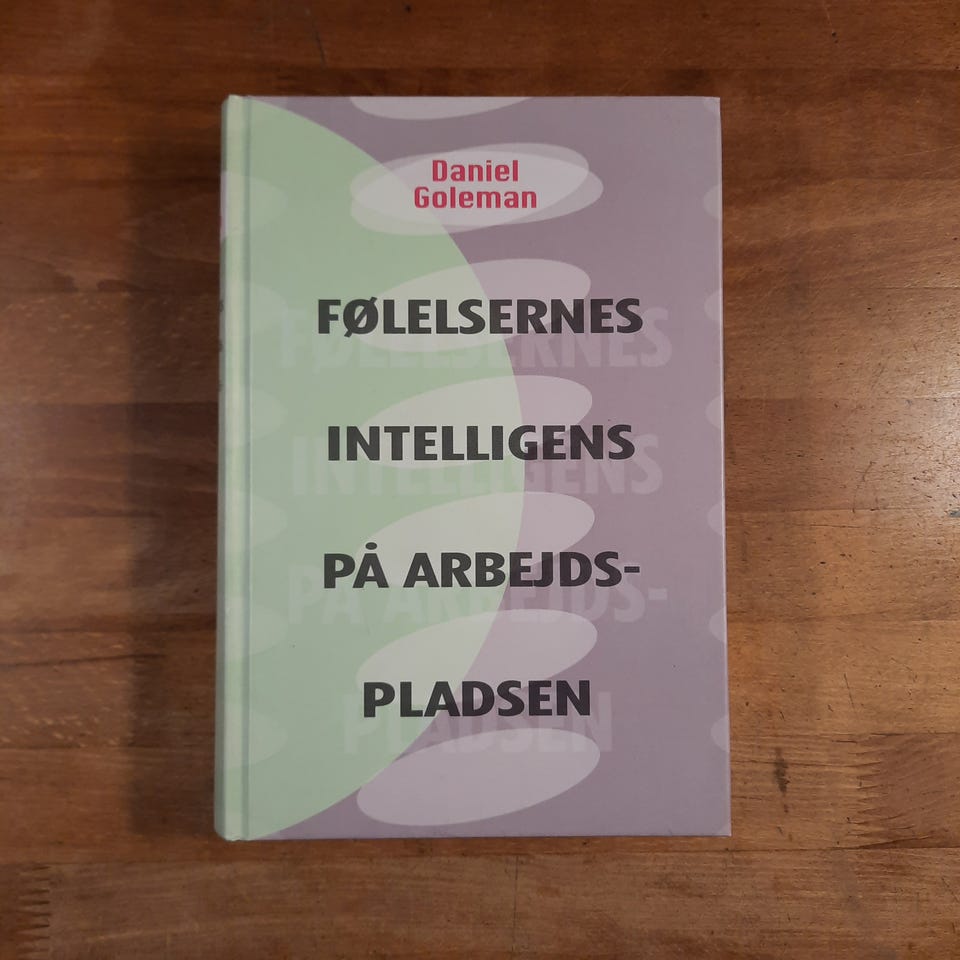 Daniel
Goleman
FØLELSERNES
INTELLIGENS
PÅ ARBEJDS-
PLADSEN